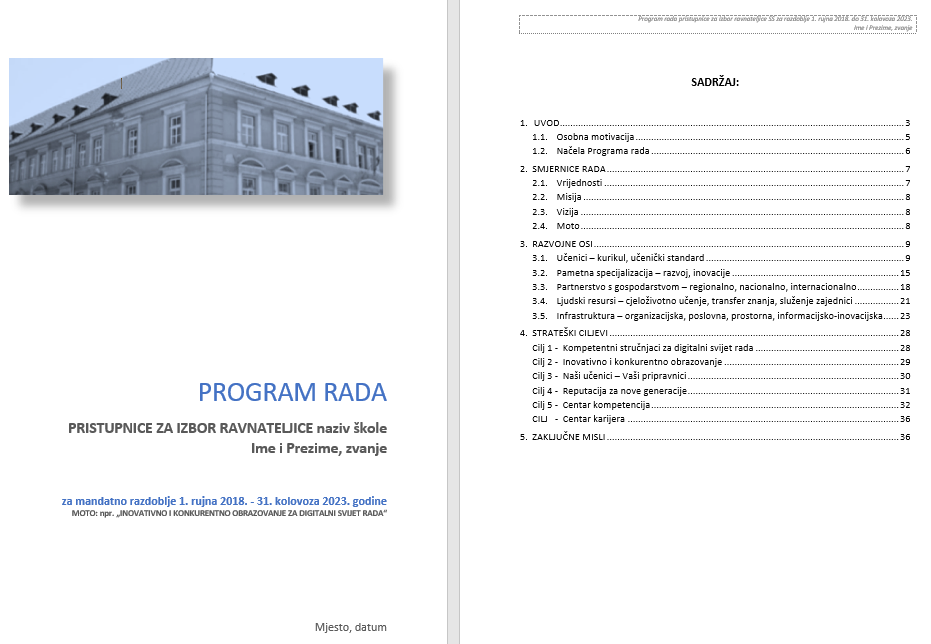 PROGRAM RADA
PRISTUPNICE ZA IZBOR RAVNATELJICE naziv škole
Ime i Prezime, zvanje
za mandatno razdoblje 1. rujna 2018. - 31. kolovoza 2023. godine
MOTO: npr. „INOVATIVNO I KONKURENTNO OBRAZOVANJE ZA DIGITALNI SVIJET RADA“
Mjesto, datum
Program rada pristupnice za izbor ravnateljice SŠ za razdoblje 1. rujna 2018. do 31. kolovoza 2023.
Ime i Prezime, zvanje
SADRŽAJ:
1. UVOD 3
1.1. Osobna motivacija 5
1.2. Načela Programa rada 6
2. SMJERNICE RADA 7
2.1. Vrijednosti 7
2.2. Misija 8
2.3. Vizija 8
2.4. Moto 8
3. RAZVOJNE OSI 9
3.1. Učenici – kurikul, učenički standard 9
3.2. Pametna specijalizacija – razvoj, inovacije 15
3.3. Partnerstvo s gospodarstvom – regionalno, nacionalno, internacionalno 18
3.4. Ljudski resursi – cjeloživotno učenje, transfer znanja, služenje zajednici 21
3.5. Infrastruktura – organizacijska, poslovna, prostorna, informacijsko-inovacijska 23
4. STRATEŠKI CILJEVI 28
Cilj 1 - Kompetentni stručnjaci za digitalni svijet rada 28
Cilj 2 - Inovativno i konkurentno obrazovanje 29
Cilj 3 - Naši učenici – Vaši pripravnici 30
Cilj 4 - Reputacija za nove generacije 31
Cilj 5 - Centar kompetencija 32
CILJ - Centar karijera 36
5. ZAKLJUČNE MISLI 36